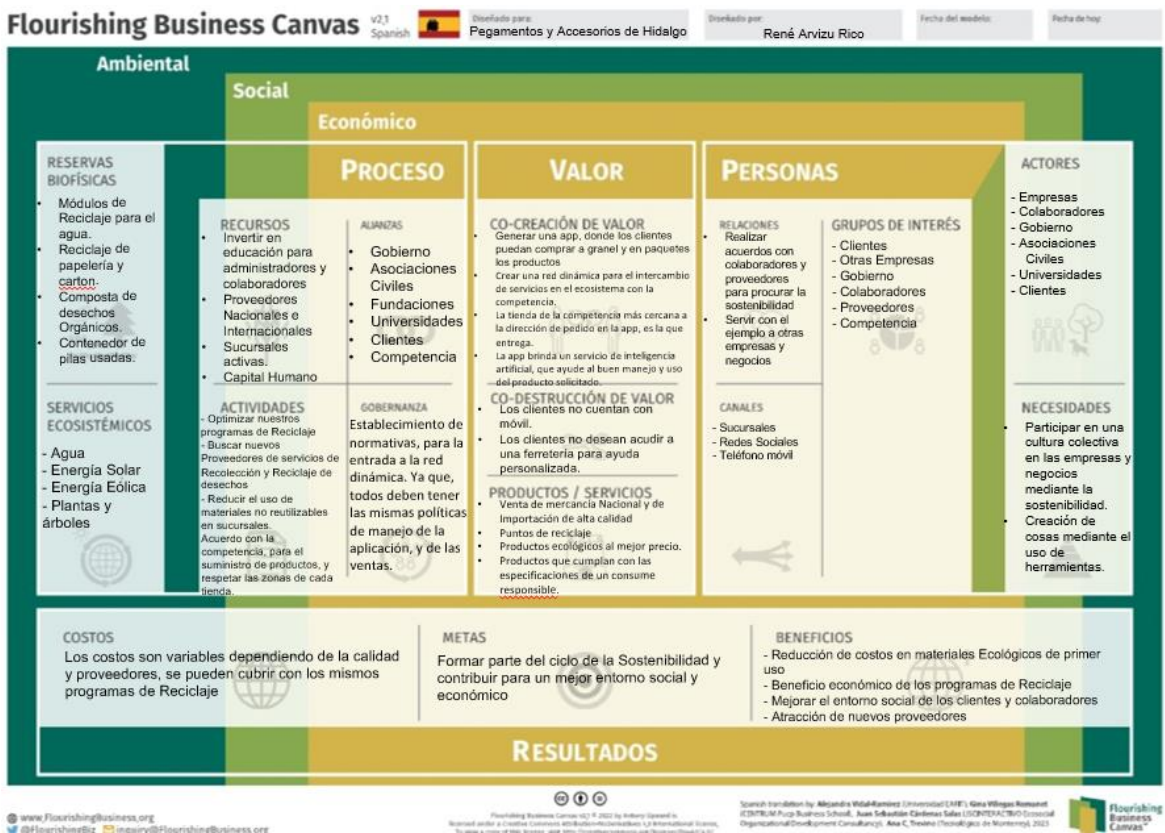 Flourishing Business Canvas
v2,1
Spanish
Diseñado para:
Pegamentos y Accesorios de Hidalgo
Diseñado por:
René Arvizu Rico
Fecha del modelo:
Fecha de hoy:
Ambiental
Social
Económico
PROCESO
VALOR
PERSONAS
RESERVAS
BIOFÍSICAS
• Módulos de
Reciclaje para el
agua.
• Reciclaje de
papelería y
carton.
• Composta de
desechos
Orgánicos.
• Contenedor de
pilas usadas.
SERVICIOS
ECOSISTÉMICOS
- Agua
- Energía Solar
- Energía Eólica
- Plantas y
árboles
RECURSOS
• Invertir en
educación para
administradores y
colaboradores
• Proveedores
Nacionales e
Internacionales
• Sucursales
activas.
• Capital Humano
ALIANZAS
• Gobierno
• Asociaciones
Civiles
• Fundaciones
• Universidades
• Clientes
• Competencia
ACTIVIDADES
- Optimizar nuestros
programas de Reciclaje
- Buscar nuevos
Proveedores de servicios de
Recolección y Reciclaje de
desechos
- Reducir el uso de
materiales no reutilizables
en sucursales.
Acuerdo con la
competencia, para el
suministro de productos, y
respetar las zonas de cada
tienda.
GOBERNANZA
Establecimiento de
normativas, para la
entrada a la red
dinámica. Ya que,
todos deben tener
las mismas políticas
de manejo de la
aplicación, y de las
ventas.
CO-CREACIÓN DE VALOR
• Generar una app, donde los clientes
puedan comprar a granel y en paquetes
los productos
• Crear una red dinámica para el intercambio
de servicios en el ecosistema con la
competencia.
• La tienda de la competencia más cercana a
la dirección de pedido en la app, es la que
entrega.
• La app brinda un servicio de inteligencia
artificial, que ayude al buen manejo y uso
del producto solicitado.
CO-DESTRUCCIÓN DE VALOR
• Los clientes no cuentan con
móvil.
• Los clientes no desean acudir a
una ferretería para ayuda
personalizada.
PRODUCTOS / SERVICIOS
• Venta de mercancía Nacional y de
Importación de alta calidad
• Puntos de reciclaje
• Productos ecológicos al mejor precio.
• Productos que cumplan con las
especificaciones de un consume
responsible.
RELACIONES
• Realizar
acuerdos con
colaboradores y
proveedores
para procurar la
sostenibilidad
• Servir con el
ejemplo a otras
empresas y
negocios
GRUPOS DE INTERÉS
- Clientes
- Otras Empresas
- Gobierno
- Colaboradores
- Proveedores
- Competencia
CANALES
- Sucursales
- Redes Sociales
- Teléfono móvil
ACTORES
- Empresas
- Colaboradores
- Gobierno
- Asociaciones
Civiles
- Universidades
- Clientes
NECESIDADES
• Participar en una
cultura colectiva
en las empresas y
negocios
mediante la
sostenibilidad.
• Creación de
cosas mediante el
uso de
herramientas.
COSTOS
Los costos son variables dependiendo de la calidad
y proveedores, se pueden cubrir con los mismos
programas de Reciclaje
METAS
Formar parte del ciclo de la Sostenibilidad y
contribuir para un mejor entorno social y
económico
BENEFICIOS
- Reducción de costos en materiales Ecológicos de primer
uso
- Beneficio económico de los programas de Reciclaje
- Mejorar el entorno social de los clientes y colaboradores
- Atracción de nuevos proveedores
RESULTADOS
www.FlourishingBusiness.org
@FlourishingBiz inquiry@FlourishingBusiness.org
Flourishing
Business
Canvas